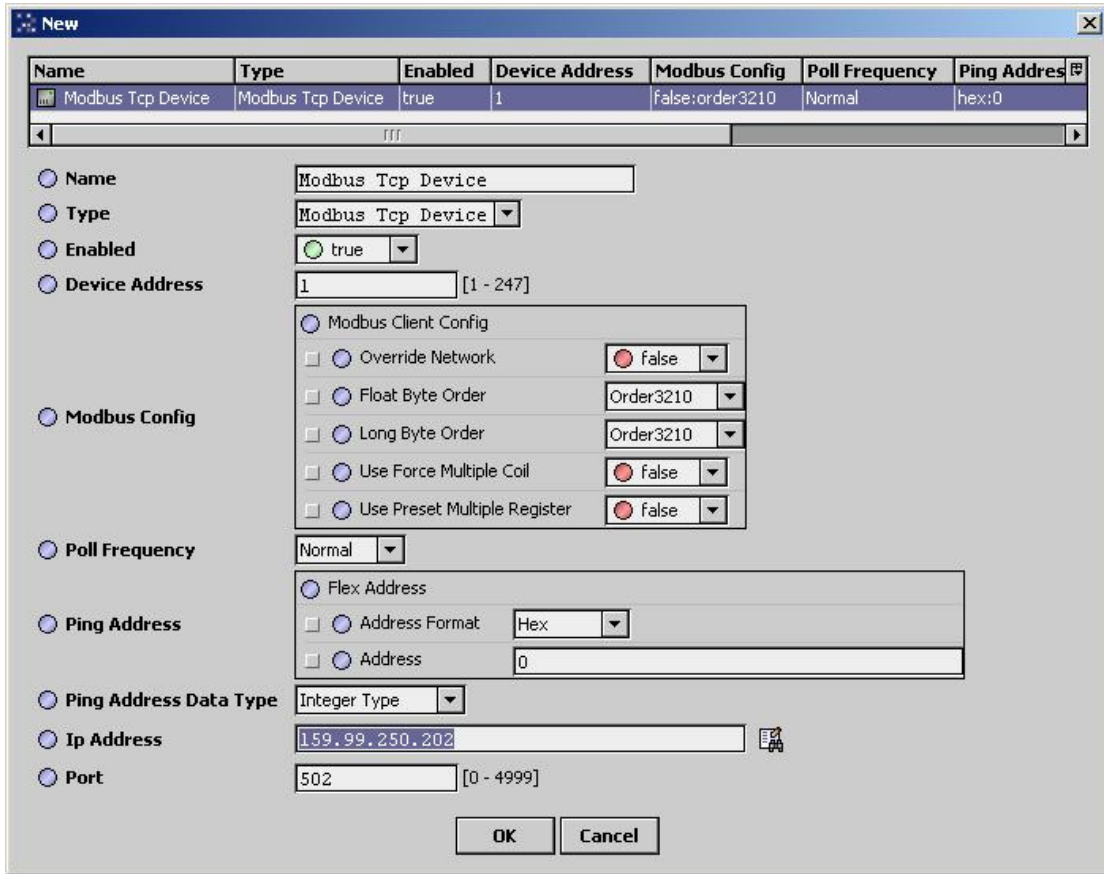 New
Name Type Enabled Device Address Modbus Config Poll Frequency Ping Addres
Modbus Tcp Device Modbus Tcp Device true 1 false:order3210 Normal hex:0
Name Modbus Tcp Device
Type Modbus Tcp Device
Enabled true
Device Address 1 [1 - 247]
Modbus Client Config
Override Network false
Float Byte Order Order3210
Modbus Config
Long Byte Order Order3210
Use Force Multiple Coil false
Use Preset Multiple Register false
Poll Frequency Normal
Flex Address
Ping Address
Address Format Hex
Address 0
Ping Address Data Type Integer Type
Ip Address 159.99.250.202
Port 502 [0 - 4999]
OK Cancel